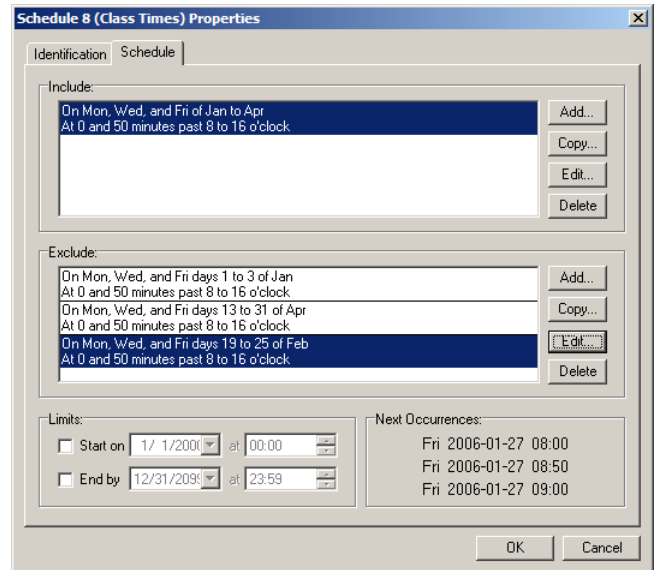 Schedule 8 (Class Times) Properties
Identification Schedule
Include:
On Mon, Wed, and Fri of Jan to Apr
At 0 and 50 minutes past 8 to 16 o'clock
Add...
Copy...
Edit...
Delete
Exclude:
On Mon, Wed, and Fri days 1 to 3 of Jan
At 0 and 50 minutes past 8 to 16 o'clock
On Mon, Wed, and Fri days 13 to 31 of Apr
At 0 and 50 minutes past 8 to 16 o'clock
On Mon, Wed, and Fri days 19 to 25 of Feb
At 0 and 50 minutes past 8 to 16 o'clock
Add...
Copy...
Edit...
Delete
Limits:
Start on 1/ 1/200 at 00:00
End by 12/31/209 at 23:59
Next Occurrences:
Fri 2006-01-27 08:00
Fri 2006-01-27 08:50
Fri 2006-01-27 09:00
OK Cancel